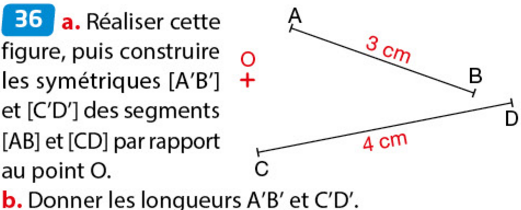 36 a. Réaliser cette
figure, puis construire
les symétriques [A'B']
et [C'D'] des segments
[AB] et [CD] par rapport
au point O.
b. Donner les longueurs A'B' et C'D'.
A
3 cm
O
B
D
4 cm
C